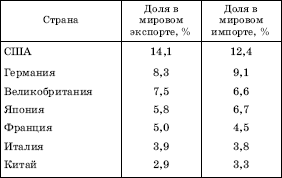 Страна
Доля в мировом экспорте, %
Доля в мировом импорте, %
США 14,1 12,4
Германия 8,3 9,1
Великобритания 7,5 6,6
Япония 5,8 6,7
Франция 5,0 4,5
Италия 3,9 3,8
Китай 2,9 3,3